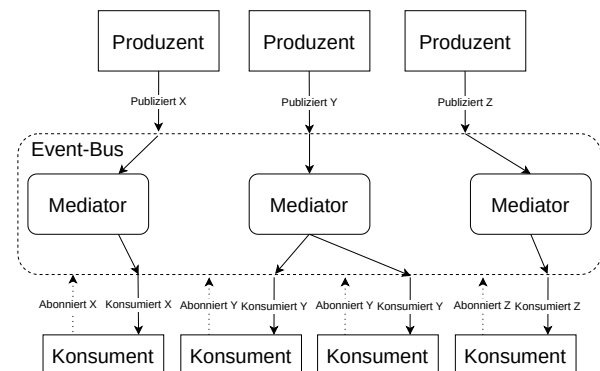 Produzent
Produzent
Produzent
Publiziert X
Publiziert Y
Publiziert Z
Event-Bus
Mediator
Mediator
Mediator
Abonniert X
Konsumiert X
Abonniert Y
Konsumiert Y
Abonniert Y
Konsumiert Y
Abonniert Z
Konsumiert Z
Konsument
Konsument
Konsument
Konsument